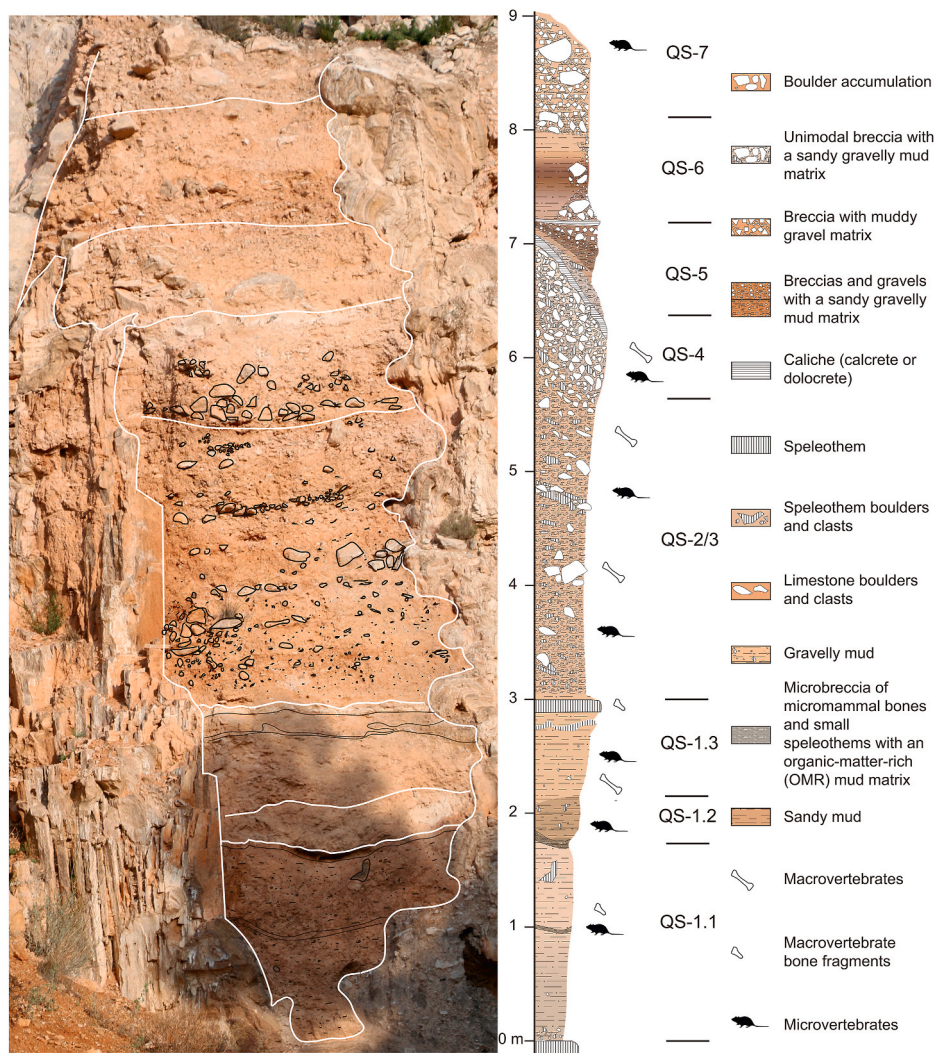 9
8
7
6
5
4
3
2
1
0 m
QS-7
QS-6
QS-5
QS-4
QS-2/3
QS-1.3
QS-1.2
QS-1.1
Boulder accumulation
Unimodal breccia with
a sandy gravelly mud
matrix
Breccia with muddy
gravel matrix
Breccias and gravels
with a sandy gravelly
mud matrix
Caliche (calcrete or
dolocrete)
Speleothem
Speleothem boulders
and clasts
Limestone boulders
and clasts
Gravelly mud
Microbreccia of
micromammal bones
and small
speleothems with an
organic-matter-rich
(OMR) mud matrix
Sandy mud
Macrovertebrates
Macrovertebrate
bone fragments
Microvertebrates